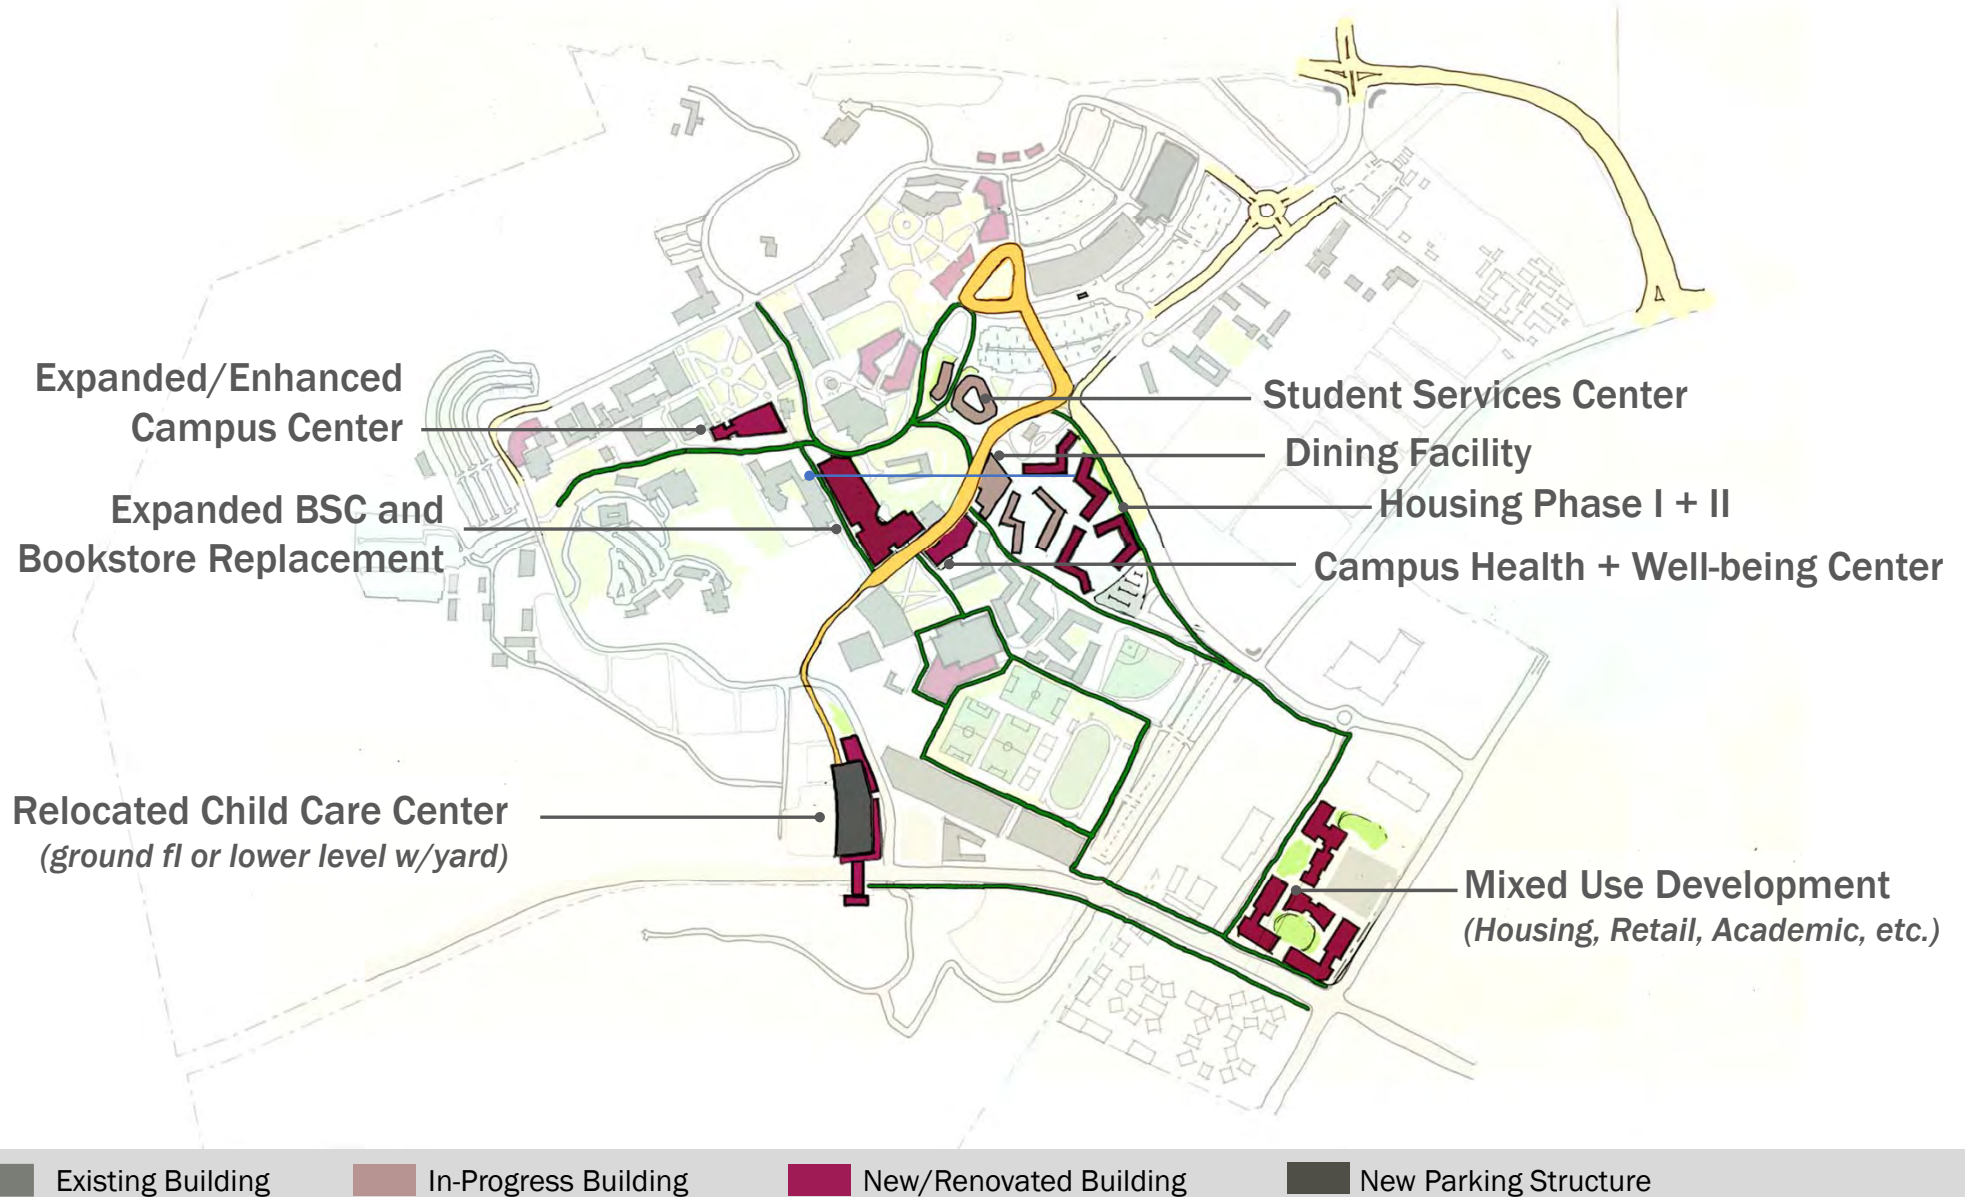 Expanded/Enhanced
Campus Center
Expanded BSC and
Bookstore Replacement
Relocated Child Care Center
(ground fl or lower level w/yard)
Student Services Center
Dining Facility
Housing Phase I + II
Campus Health + Well-being Center
Mixed Use Development
(Housing, Retail, Academic, etc.)
Existing Building
In-Progress Building
New/Renovated Building
New Parking Structure